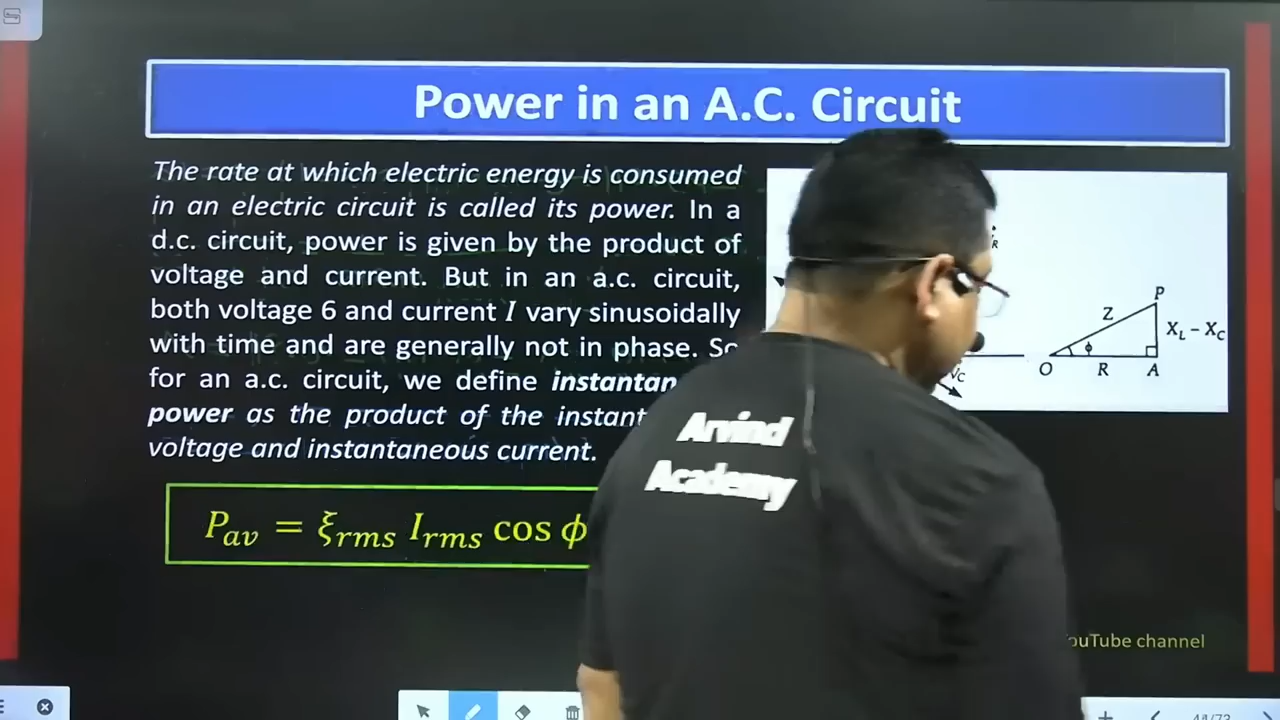 Power in an A.C. Circuit
The rate at which electric energy is consumed
in an electric circuit is called its power. In a
d.c. circuit, power is given by the product of
voltage and current. But in an a.c. circuit,
both voltage 6 and current I vary sinusoidally
with time and are generally not in phase. So
for an a.c. circuit, we define instantan
power as the product of the instant
voltage and instantaneous current.
P_av = ξ_rms I_rms cos ϕ
R
V_C
P
Z
X_L – X_C
ϕ
O R A
Arvind
Academy
ouTube channel